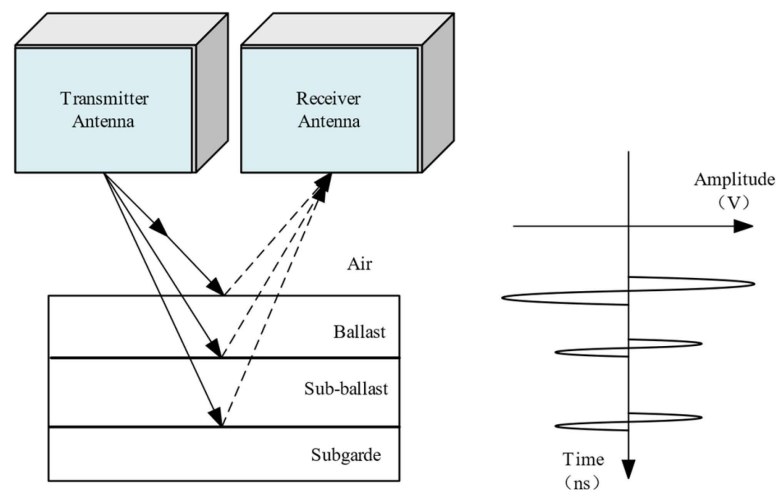 Transmitter
Antenna
Receiver
Antenna
Air
Ballast
Sub-ballast
Subgarde
Amplitude
（V）
Time
（ns）